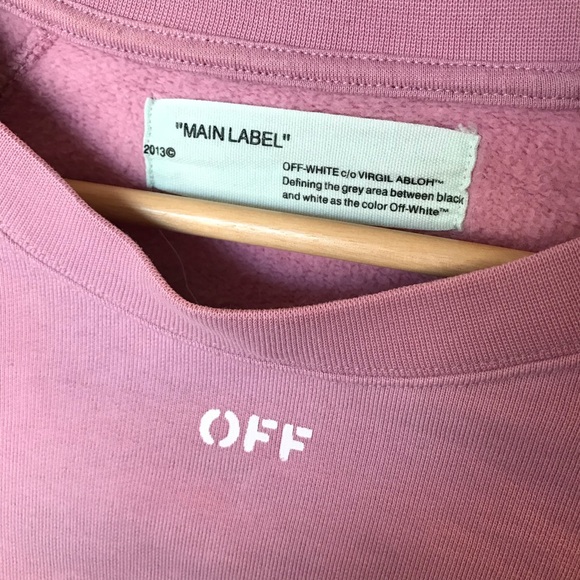 "MAIN LABEL"
2013©
OFF-WHITE c/o VIRGIL ABLOH™
Defining the grey area between black
and white as the color Off-White™
OFF